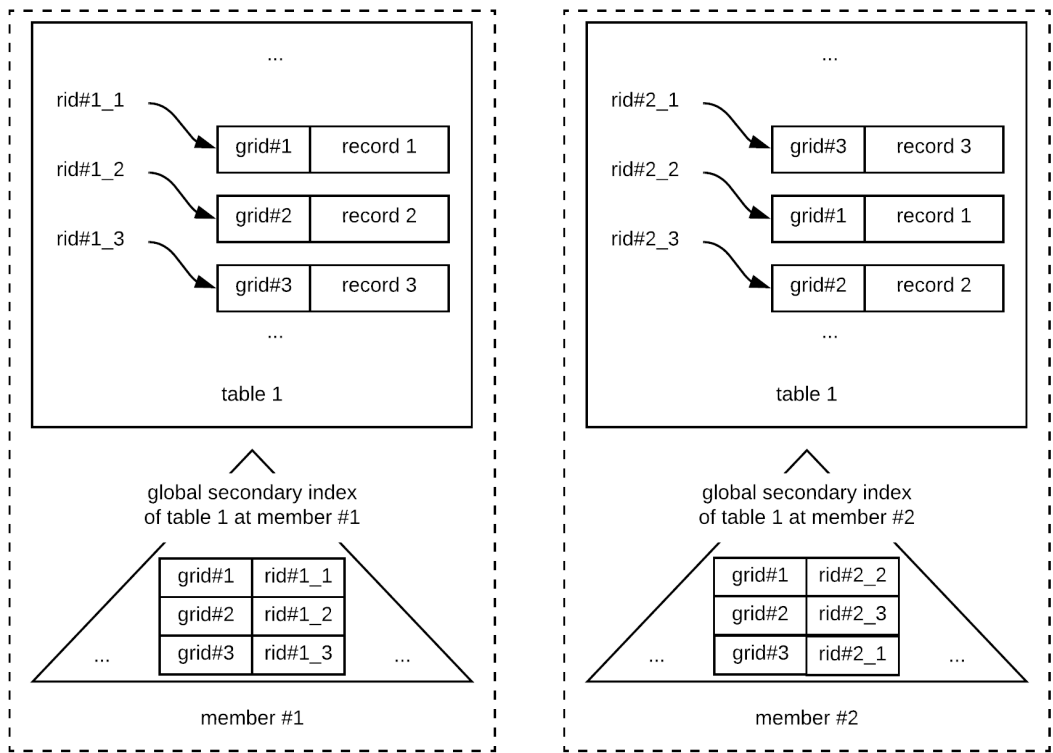 ...
rid#1_1
grid#1 record 1
rid#1_2
grid#2 record 2
rid#1_3
grid#3 record 3
...
table 1
global secondary index
of table 1 at member #1
grid#1 rid#1_1
grid#2 rid#1_2
grid#3 rid#1_3
... ...
member #1
...
rid#2_1
grid#3 record 3
rid#2_2
grid#1 record 1
rid#2_3
grid#2 record 2
...
table 1
global secondary index
of table 1 at member #2
grid#1 rid#2_2
grid#2 rid#2_3
grid#3 rid#2_1
... ...
member #2